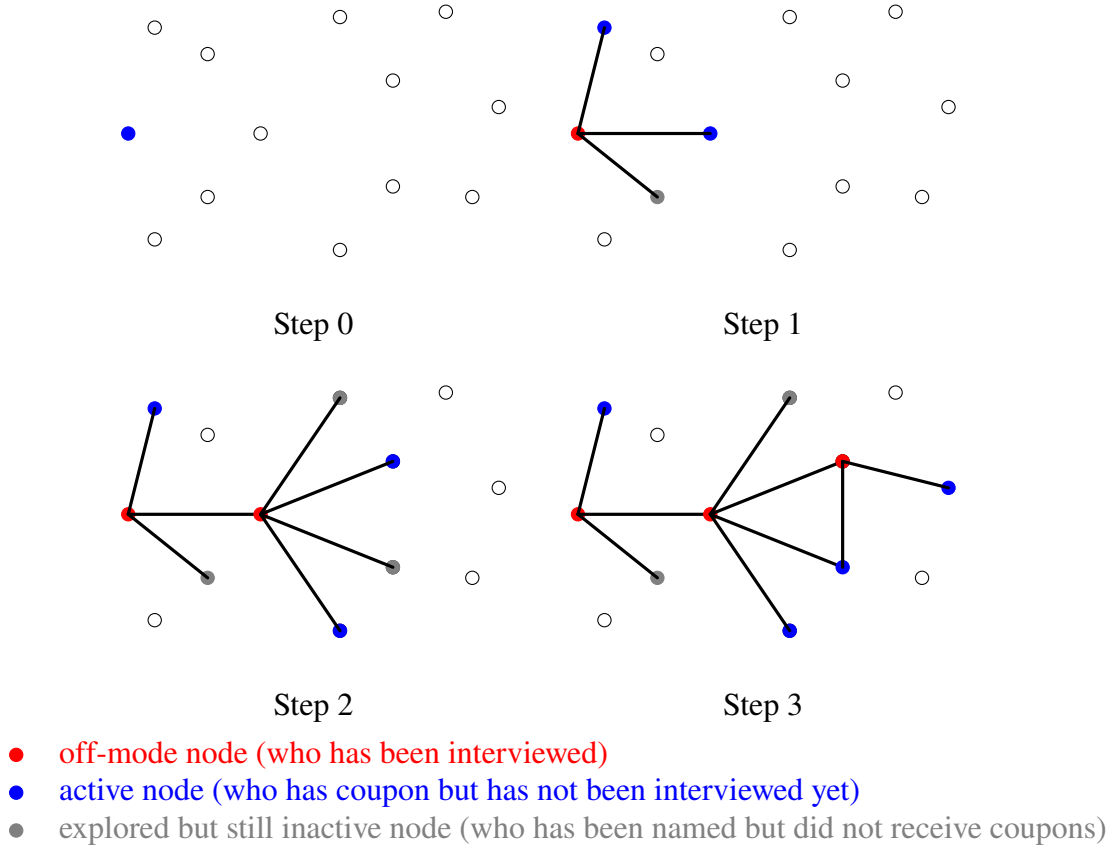 Step 0
Step 1
Step 2
Step 3
off-mode node (who has been interviewed)
active node (who has coupon but has not been interviewed yet)
explored but still inactive node (who has been named but did not receive coupons)